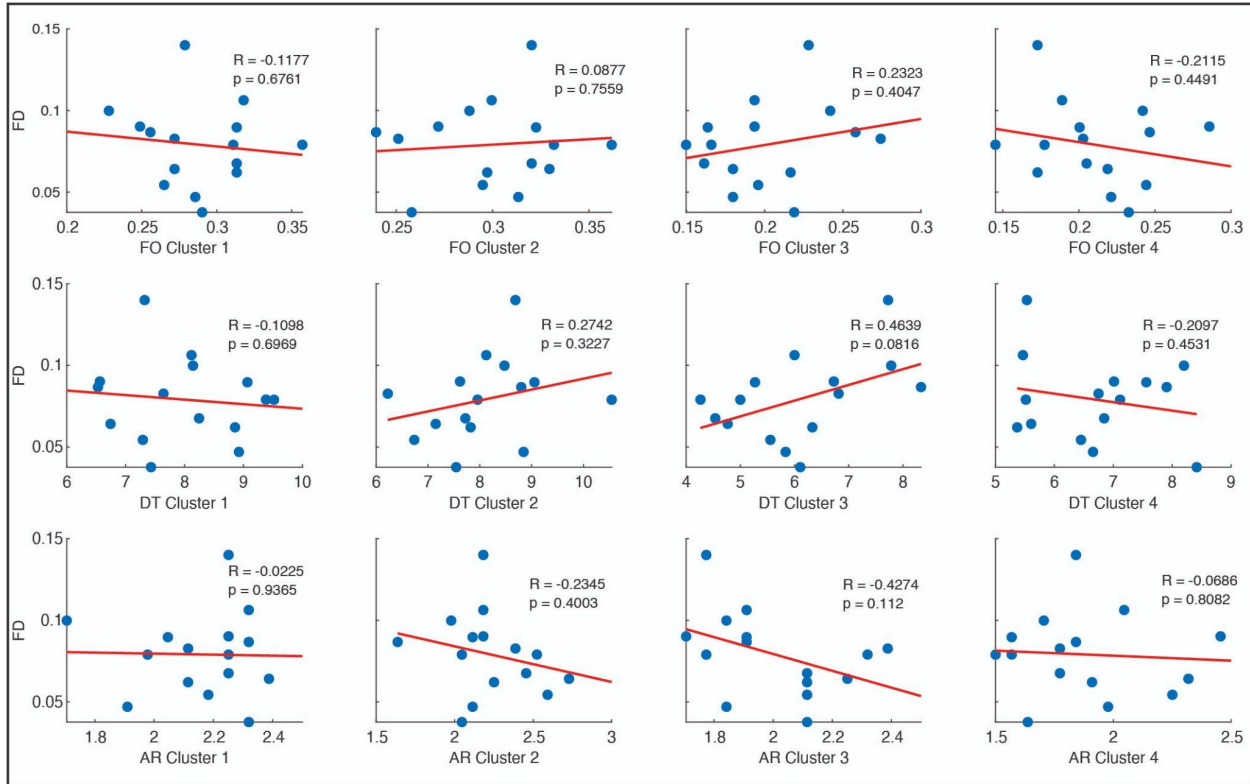 0.15
0.1
0.05
FD
R = -0.1177
p = 0.6761
0.2 0.25 0.3 0.35
FO Cluster 1
R = 0.0877
p = 0.7559
0.25 0.3 0.35
FO Cluster 2
R = 0.2323
p = 0.4047
0.15 0.2 0.25 0.3
FO Cluster 3
R = -0.2115
p = 0.4491
0.15 0.2 0.25 0.3
FO Cluster 4
0.15
0.1
0.05
FD
R = -0.1098
p = 0.6969
6 7 8 9 10
DT Cluster 1
R = 0.2742
p = 0.3227
6 7 8 9 10
DT Cluster 2
R = 0.4639
p = 0.0816
4 5 6 7 8
DT Cluster 3
R = -0.2097
p = 0.4531
5 6 7 8 9
DT Cluster 4
0.15
0.1
0.05
FD
R = -0.0225
p = 0.9365
1.8 2 2.2 2.4
AR Cluster 1
R = -0.2345
p = 0.4003
1.5 2 2.5 3
AR Cluster 2
R = -0.4274
p = 0.112
1.8 2 2.2 2.4
AR Cluster 3
R = -0.0686
p = 0.8082
1.5 2 2.5
AR Cluster 4